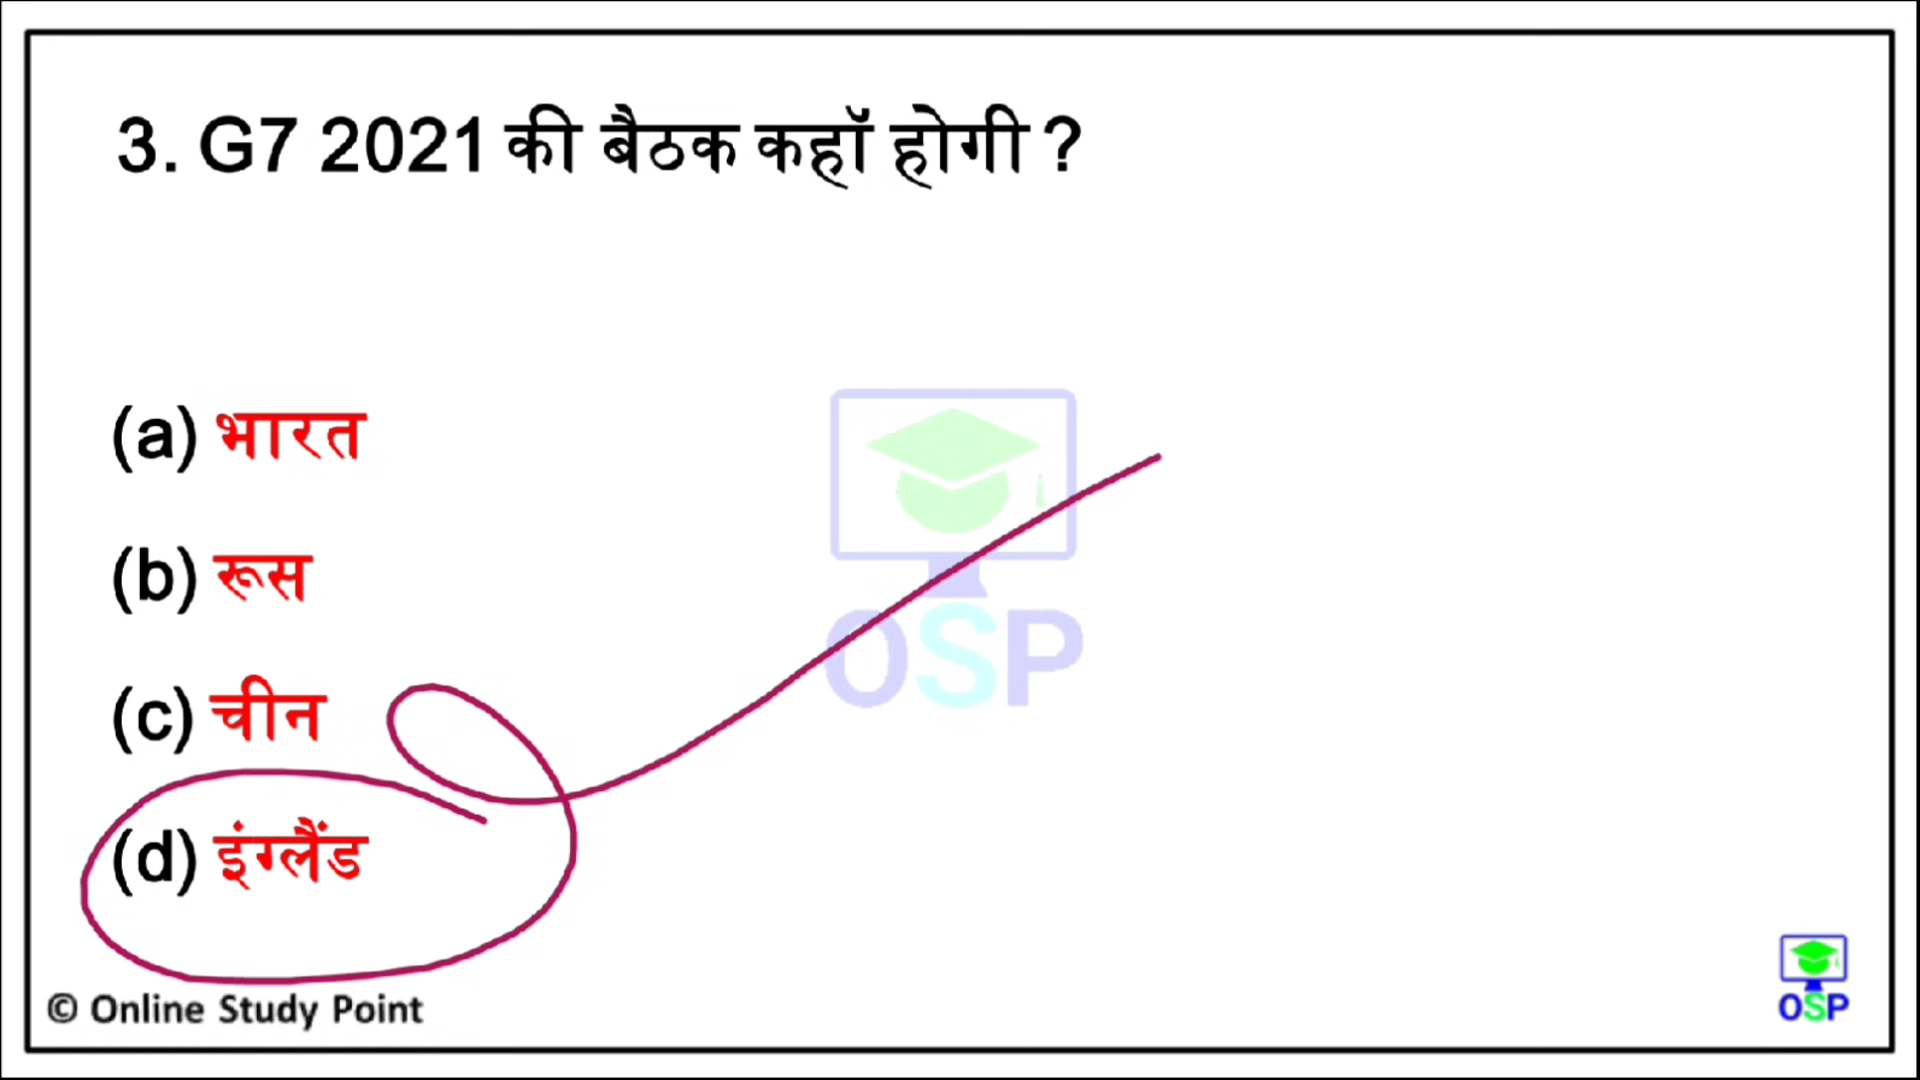 3. G7 2021 की बैठक कहॉ होगी ?
(a) भारत
(b) रूस
(c) चीन
(d) इंग्लैंड
OSP
© Online Study Point
OSP